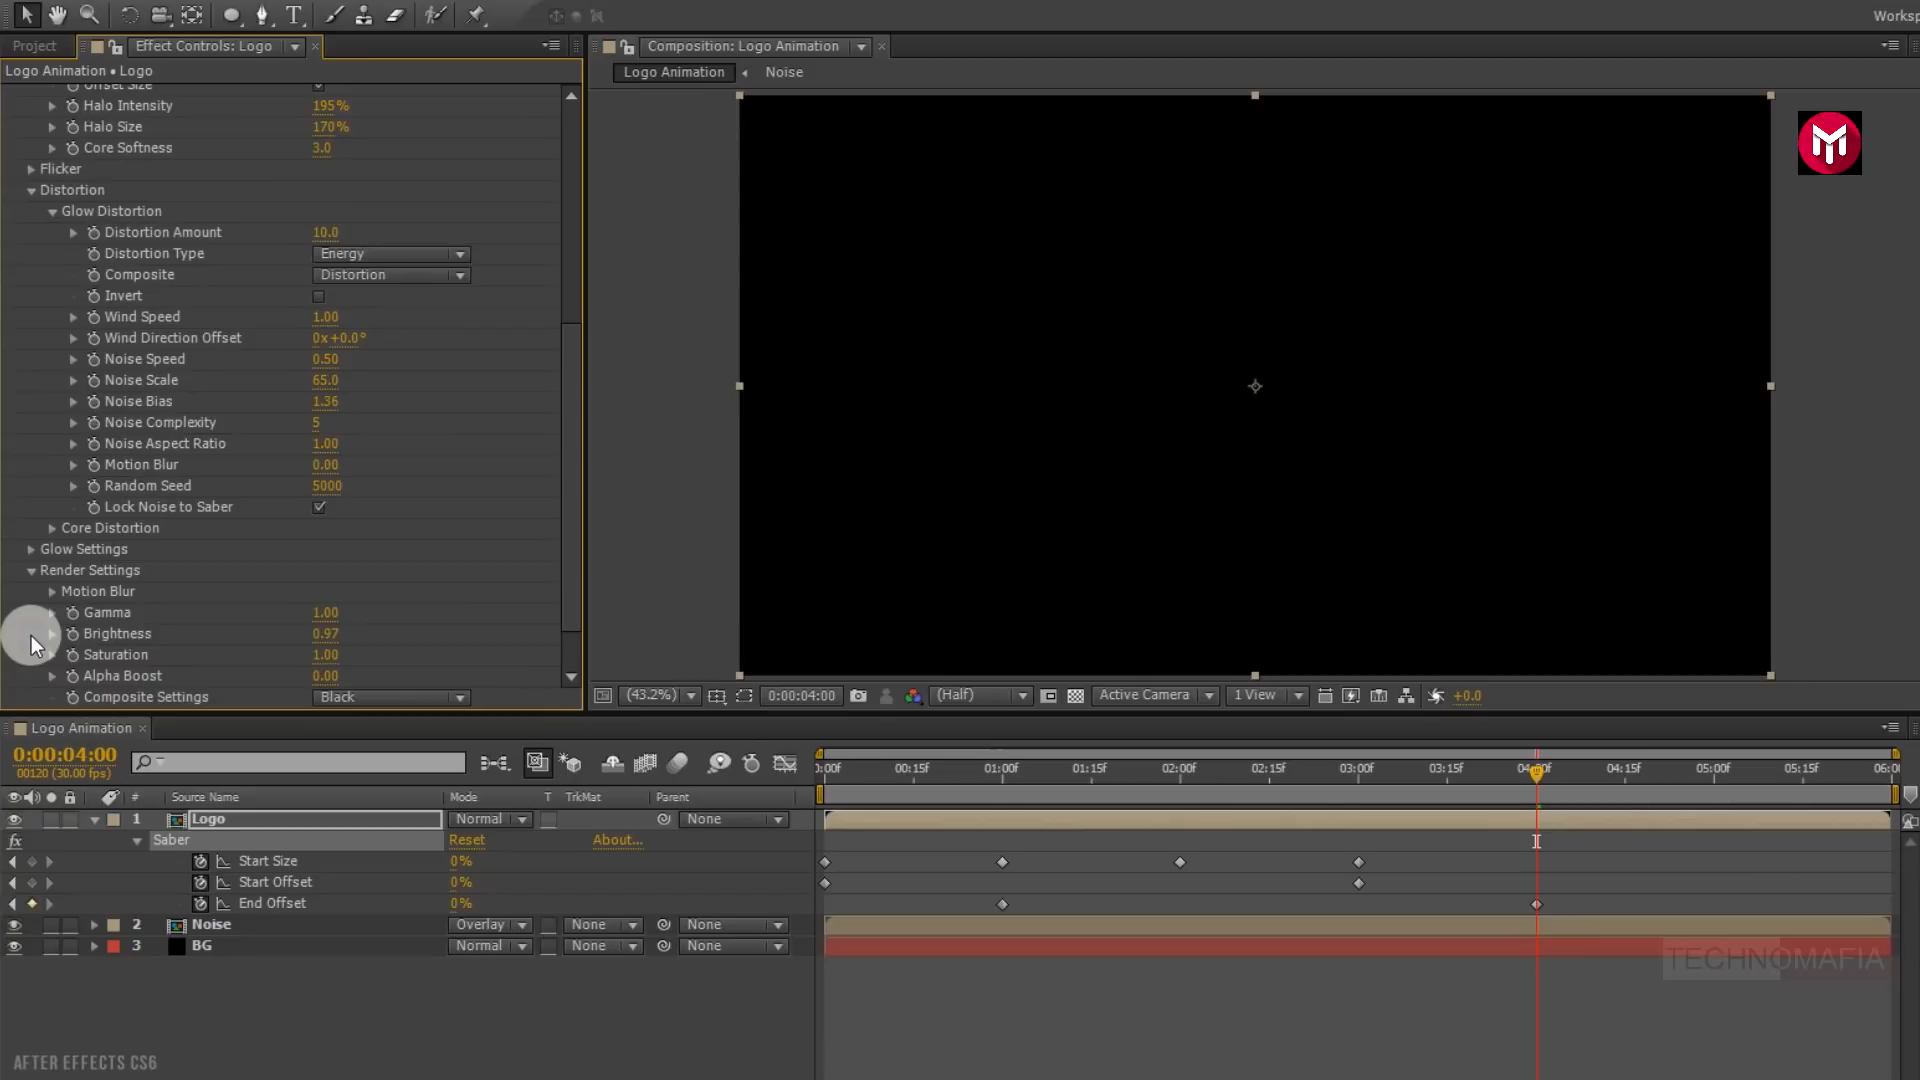 Worksp
Project
Effect Controls: Logo
Composition: Logo Animation
Logo Animation • Logo
Logo Animation
Noise
Offset Size
Halo Intensity 195%
Halo Size 170%
Core Softness 3.0
Flicker
Distortion
Glow Distortion
Distortion Amount 10.0
Distortion Type Energy
Composite Distortion
Invert
Wind Speed 1.00
Wind Direction Offset 0x+0.0°
Noise Speed 0.50
Noise Scale 65.0
Noise Bias 1.36
Noise Complexity 5
Noise Aspect Ratio 1.00
Motion Blur 0.00
Random Seed 5000
Lock Noise to Saber
Core Distortion
Glow Settings
Render Settings
Motion Blur
Gamma 1.00
Brightness 0.97
Saturation 1.00
Alpha Boost 0.00
Composite Settings Black
(43.2%) 0:00:04:00 (Half) Active Camera 1 View +0.0
Logo Animation
0:00:04:00
00120 (30.00 fps)
0:00f 00:15f 01:00f 01:15f 02:00f 02:15f 03:00f 03:15f 04:00f 04:15f 05:00f 05:15f 06:00
# Source Name Mode T TrkMat Parent
1 Logo Normal None
fx Saber Reset About...
Start Size 0%
Start Offset 0%
End Offset 0%
2 Noise Overlay None None
3 BG Normal None None
TECHNOMAFIA
AFTER EFFECTS CS6